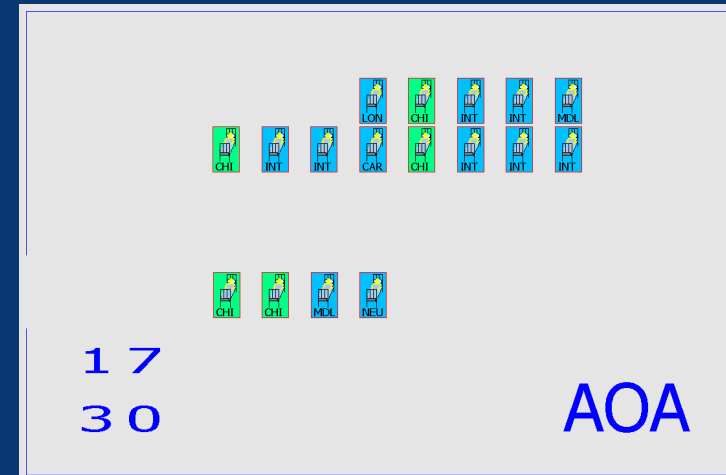 LON CHI INT INT MDL
CHI INT INT CAR CHI INT INT INT
CHI CHI MDL NEU
17
30
AOA